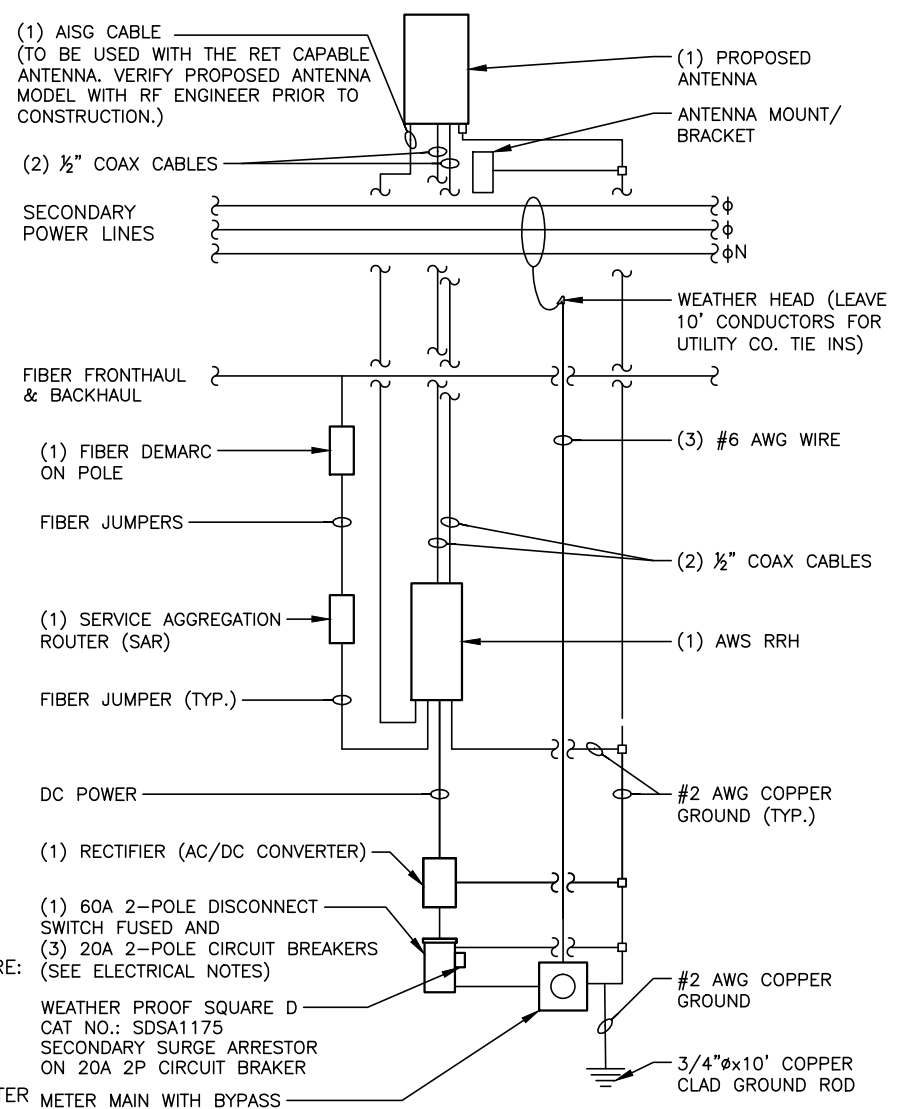 (1) AISG CABLE
(TO BE USED WITH THE RET CAPABLE
ANTENNA. VERIFY PROPOSED ANTENNA
MODEL WITH RF ENGINEER PRIOR TO
CONSTRUCTION.)
(1) PROPOSED
ANTENNA
ANTENNA MOUNT/
BRACKET
(2) ½" COAX CABLES
SECONDARY
POWER LINES
ϕ
ϕ
ϕN
WEATHER HEAD (LEAVE
10' CONDUCTORS FOR
UTILITY CO. TIE INS)
FIBER FRONTHAUL
& BACKHAUL
(1) FIBER DEMARC
ON POLE
(3) #6 AWG WIRE
FIBER JUMPERS
(2) ½" COAX CABLES
(1) SERVICE AGGREGATION
ROUTER (SAR)
(1) AWS RRH
FIBER JUMPER (TYP.)
DC POWER
#2 AWG COPPER
GROUND (TYP.)
(1) RECTIFIER (AC/DC CONVERTER)
(1) 60A 2-POLE DISCONNECT
SWITCH FUSED AND
(3) 20A 2-POLE CIRCUIT BREAKERS
RE: (SEE ELECTRICAL NOTES)
#2 AWG COPPER
GROUND
WEATHER PROOF SQUARE D
CAT NO.: SDSA1175
SECONDARY SURGE ARRESTOR
ON 20A 2P CIRCUIT BRAKER
3/4"øx10' COPPER
CLAD GROUND ROD
TER METER MAIN WITH BYPASS